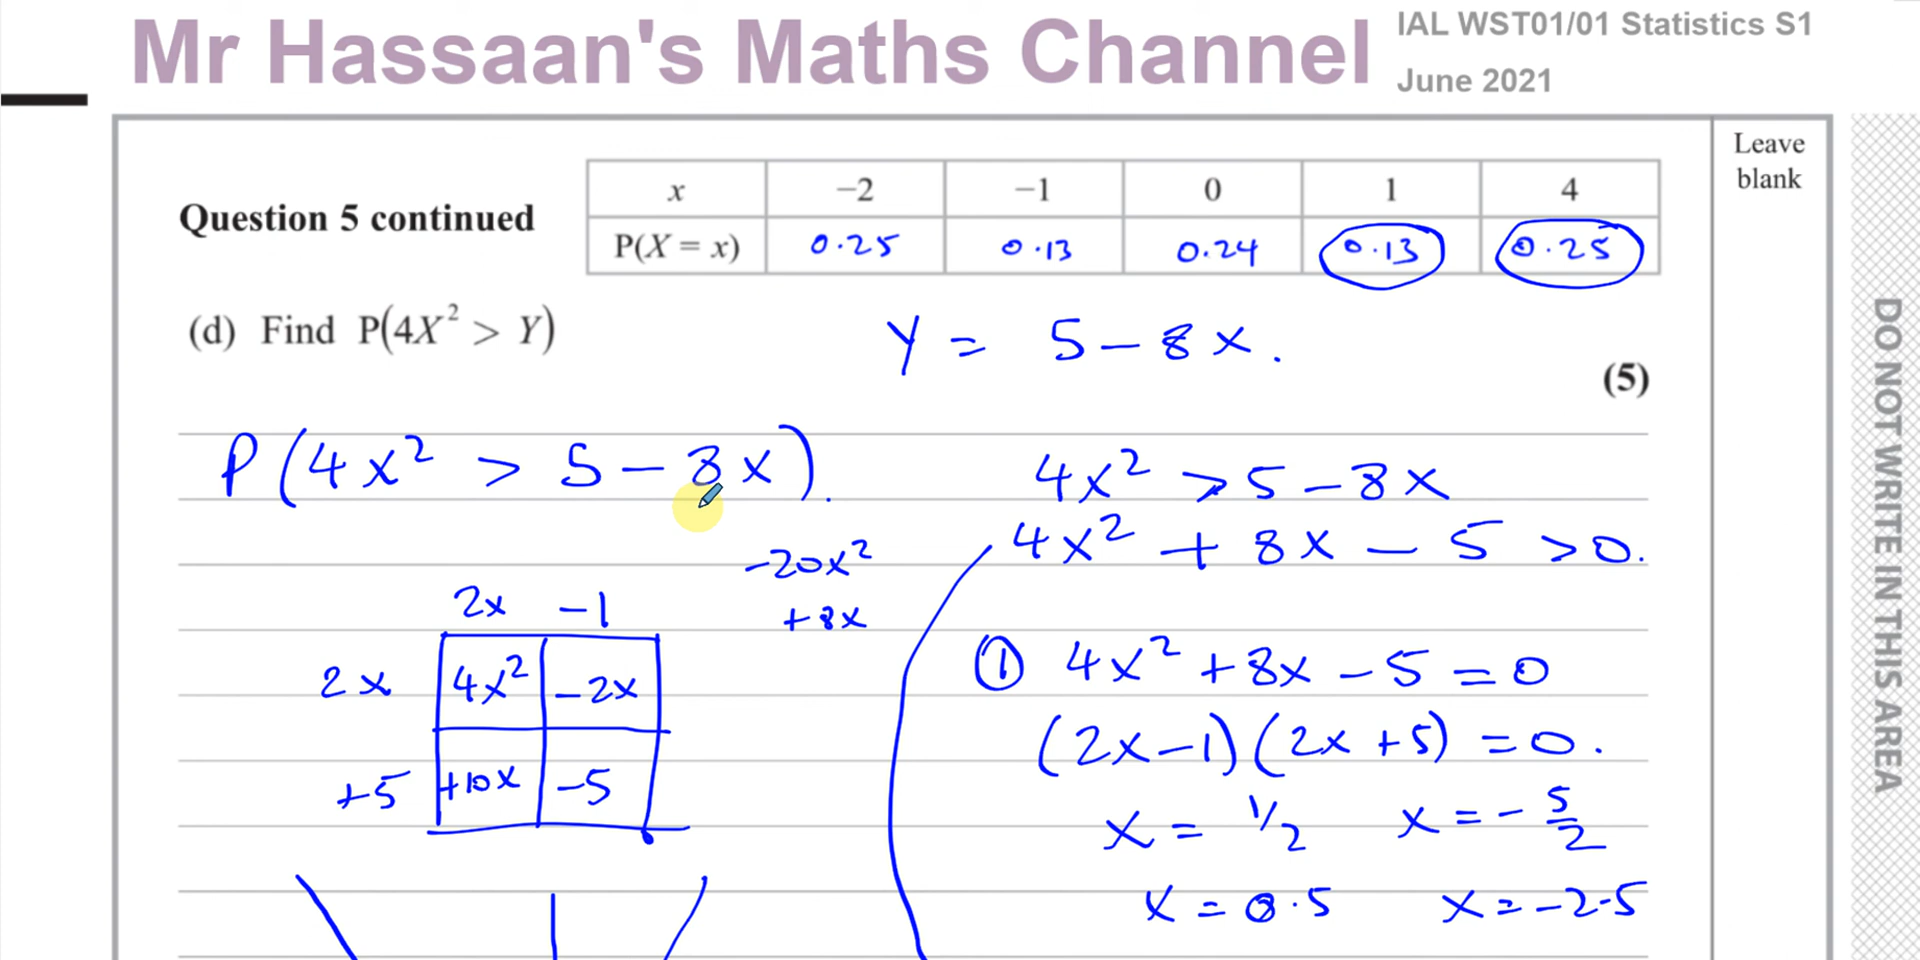 Mr Hassaan's Maths Channel
IAL WST01/01 Statistics S1
June 2021
Leave
blank
Question 5 continued
x −2 −1 0 1 4
P(X = x) 0.25 0.13 0.24 0.13 0.25
(d) Find P(4X² > Y)
Y = 5 − 8X.
(5)
P(4x² > 5 − 8x).
4x² > 5 − 8x
4x² + 8x − 5 > 0.
−20x²
+8x
2x −1
2x 4x² −2x
+5 +10x −5
① 4x² + 8x − 5 = 0
(2x − 1)(2x + 5) = 0.
x = 1/2 x = −5/2
x = 0.5 x = −2.5
DO NOT WRITE IN THIS AREA